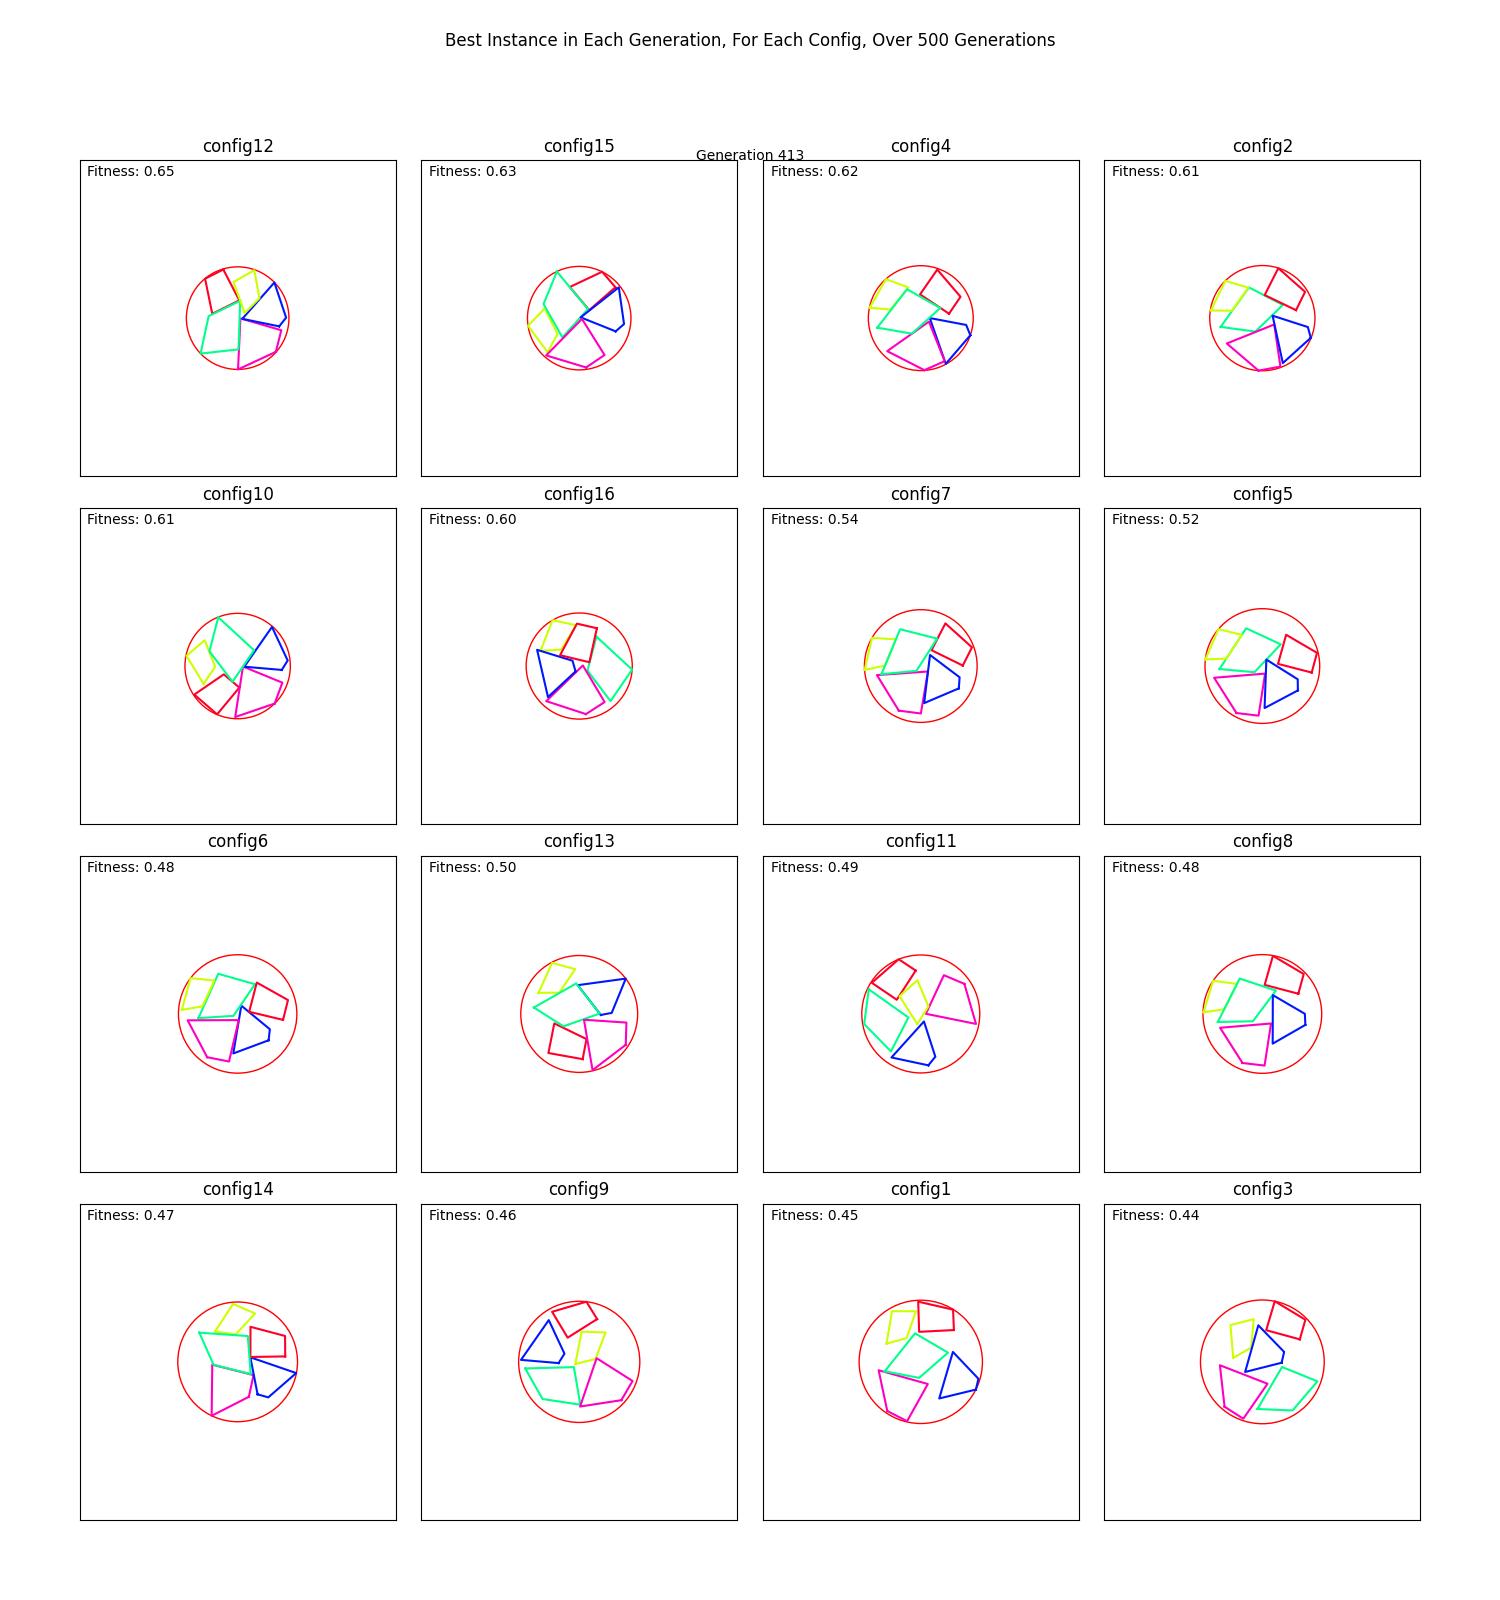 Best Instance in Each Generation, For Each Config, Over 500 Generations
Generation 413
config12
Fitness: 0.65
config15
Fitness: 0.63
config4
Fitness: 0.62
config2
Fitness: 0.61
config10
Fitness: 0.61
config16
Fitness: 0.60
config7
Fitness: 0.54
config5
Fitness: 0.52
config6
Fitness: 0.48
config13
Fitness: 0.50
config11
Fitness: 0.49
config8
Fitness: 0.48
config14
Fitness: 0.47
config9
Fitness: 0.46
config1
Fitness: 0.45
config3
Fitness: 0.44